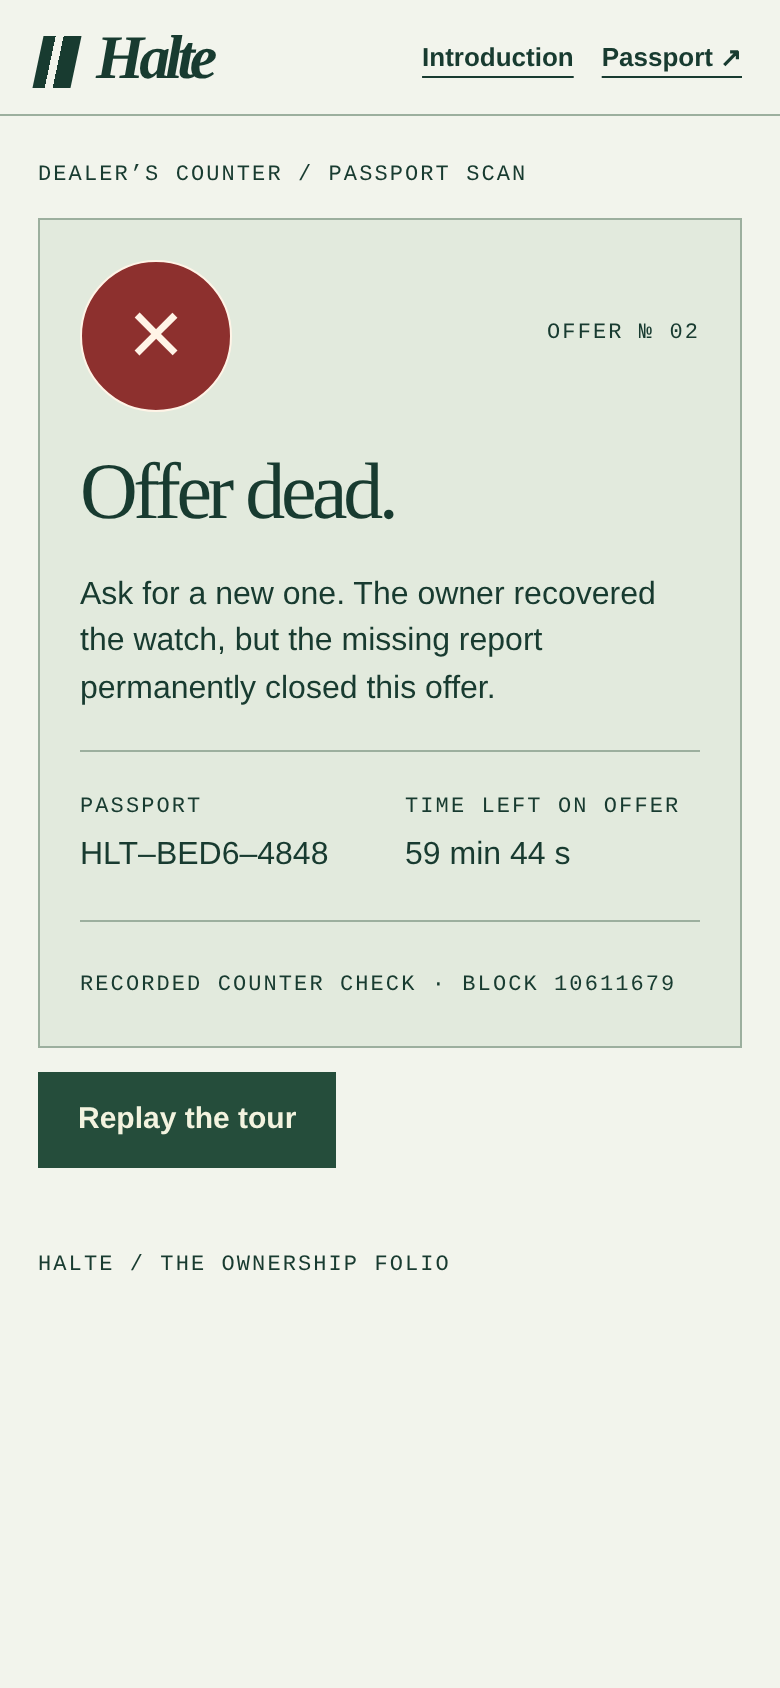 Halte
Introduction
Passport ↗
DEALER’S COUNTER / PASSPORT SCAN
OFFER № 02
Offer dead.
Ask for a new one. The owner recovered
the watch, but the missing report
permanently closed this offer.
PASSPORT
HLT–BED6–4848
TIME LEFT ON OFFER
59 min 44 s
RECORDED COUNTER CHECK · BLOCK 10611679
Replay the tour
HALTE / THE OWNERSHIP FOLIO